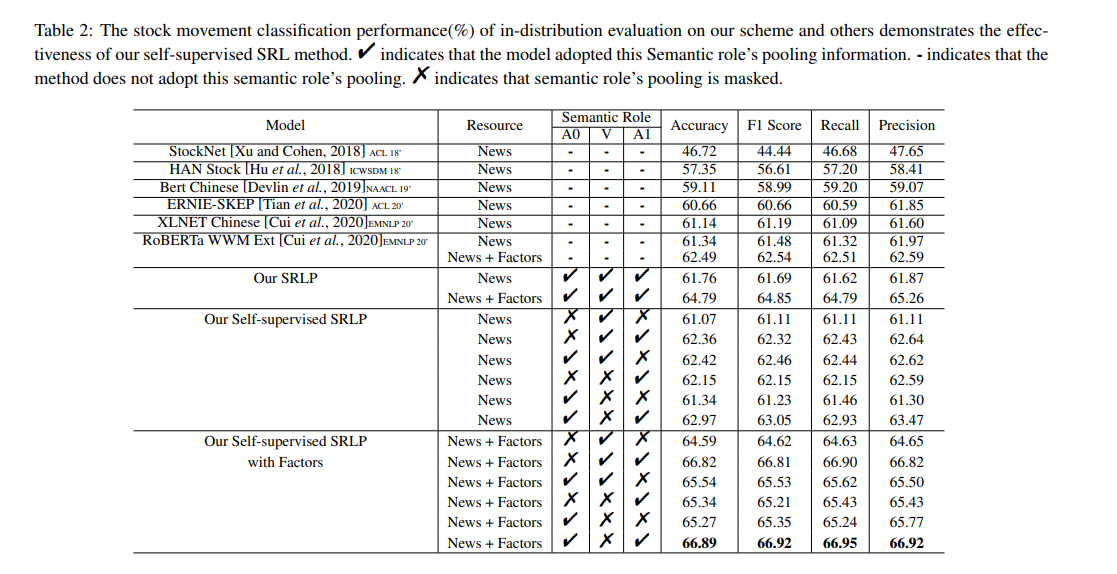 Table 2: The stock movement classification performance(%) of in-distribution evaluation on our scheme and others demonstrates the effec-
tiveness of our self-supervised SRL method. ✔ indicates that the model adopted this Semantic role's pooling information. - indicates that the
method does not adopt this semantic role's pooling. ✗ indicates that semantic role's pooling is masked.
Model Resource Semantic Role Accuracy F1 Score Recall Precision
A0 V A1
StockNet [Xu and Cohen, 2018] ACL 18' News - - - 46.72 44.44 46.68 47.65
HAN Stock [Hu et al., 2018] ICWSDM 18' News - - - 57.35 56.61 57.20 58.41
Bert Chinese [Devlin et al., 2019]NAACL 19' News - - - 59.11 58.99 59.20 59.07
ERNIE-SKEP [Tian et al., 2020] ACL 20' News - - - 60.66 60.66 60.59 61.85
XLNET Chinese [Cui et al., 2020]EMNLP 20' News - - - 61.14 61.19 61.09 61.60
RoBERTa WWM Ext [Cui et al., 2020]EMNLP 20' News - - - 61.34 61.48 61.32 61.97
News + Factors - - - 62.49 62.54 62.51 62.59
Our SRLP News ✔ ✔ ✔ 61.76 61.69 61.62 61.87
News + Factors ✔ ✔ ✔ 64.79 64.85 64.79 65.26
Our Self-supervised SRLP News ✗ ✔ ✗ 61.07 61.11 61.11 61.11
News ✗ ✔ ✔ 62.36 62.32 62.43 62.64
News ✔ ✔ ✗ 62.42 62.46 62.44 62.62
News ✗ ✗ ✔ 62.15 62.15 62.15 62.59
News ✔ ✗ ✗ 61.34 61.23 61.46 61.30
News ✔ ✗ ✔ 62.97 63.05 62.93 63.47
Our Self-supervised SRLP News + Factors ✗ ✔ ✗ 64.59 64.62 64.63 64.65
with Factors News + Factors ✗ ✔ ✔ 66.82 66.81 66.90 66.82
News + Factors ✔ ✔ ✗ 65.54 65.53 65.62 65.50
News + Factors ✗ ✗ ✔ 65.34 65.21 65.43 65.43
News + Factors ✔ ✗ ✗ 65.27 65.35 65.24 65.77
News + Factors ✔ ✗ ✔ 66.89 66.92 66.95 66.92